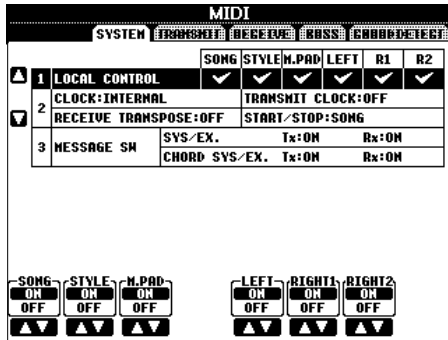 MIDI
SYSTEM TRANSMIT RECEIVE BASS CHORD DETECT
SONG STYLE M.PAD LEFT R1 R2
1 LOCAL CONTROL
2 CLOCK:INTERNAL TRANSMIT CLOCK:OFF
RECEIVE TRANSPOSE:OFF START/STOP:SONG
3 MESSAGE SW SYS/EX. Tx:ON Rx:ON
CHORD SYS/EX. Tx:ON Rx:ON
SONG STYLE M.PAD LEFT RIGHT1 RIGHT2
ON ON ON ON ON ON
OFF OFF OFF OFF OFF OFF